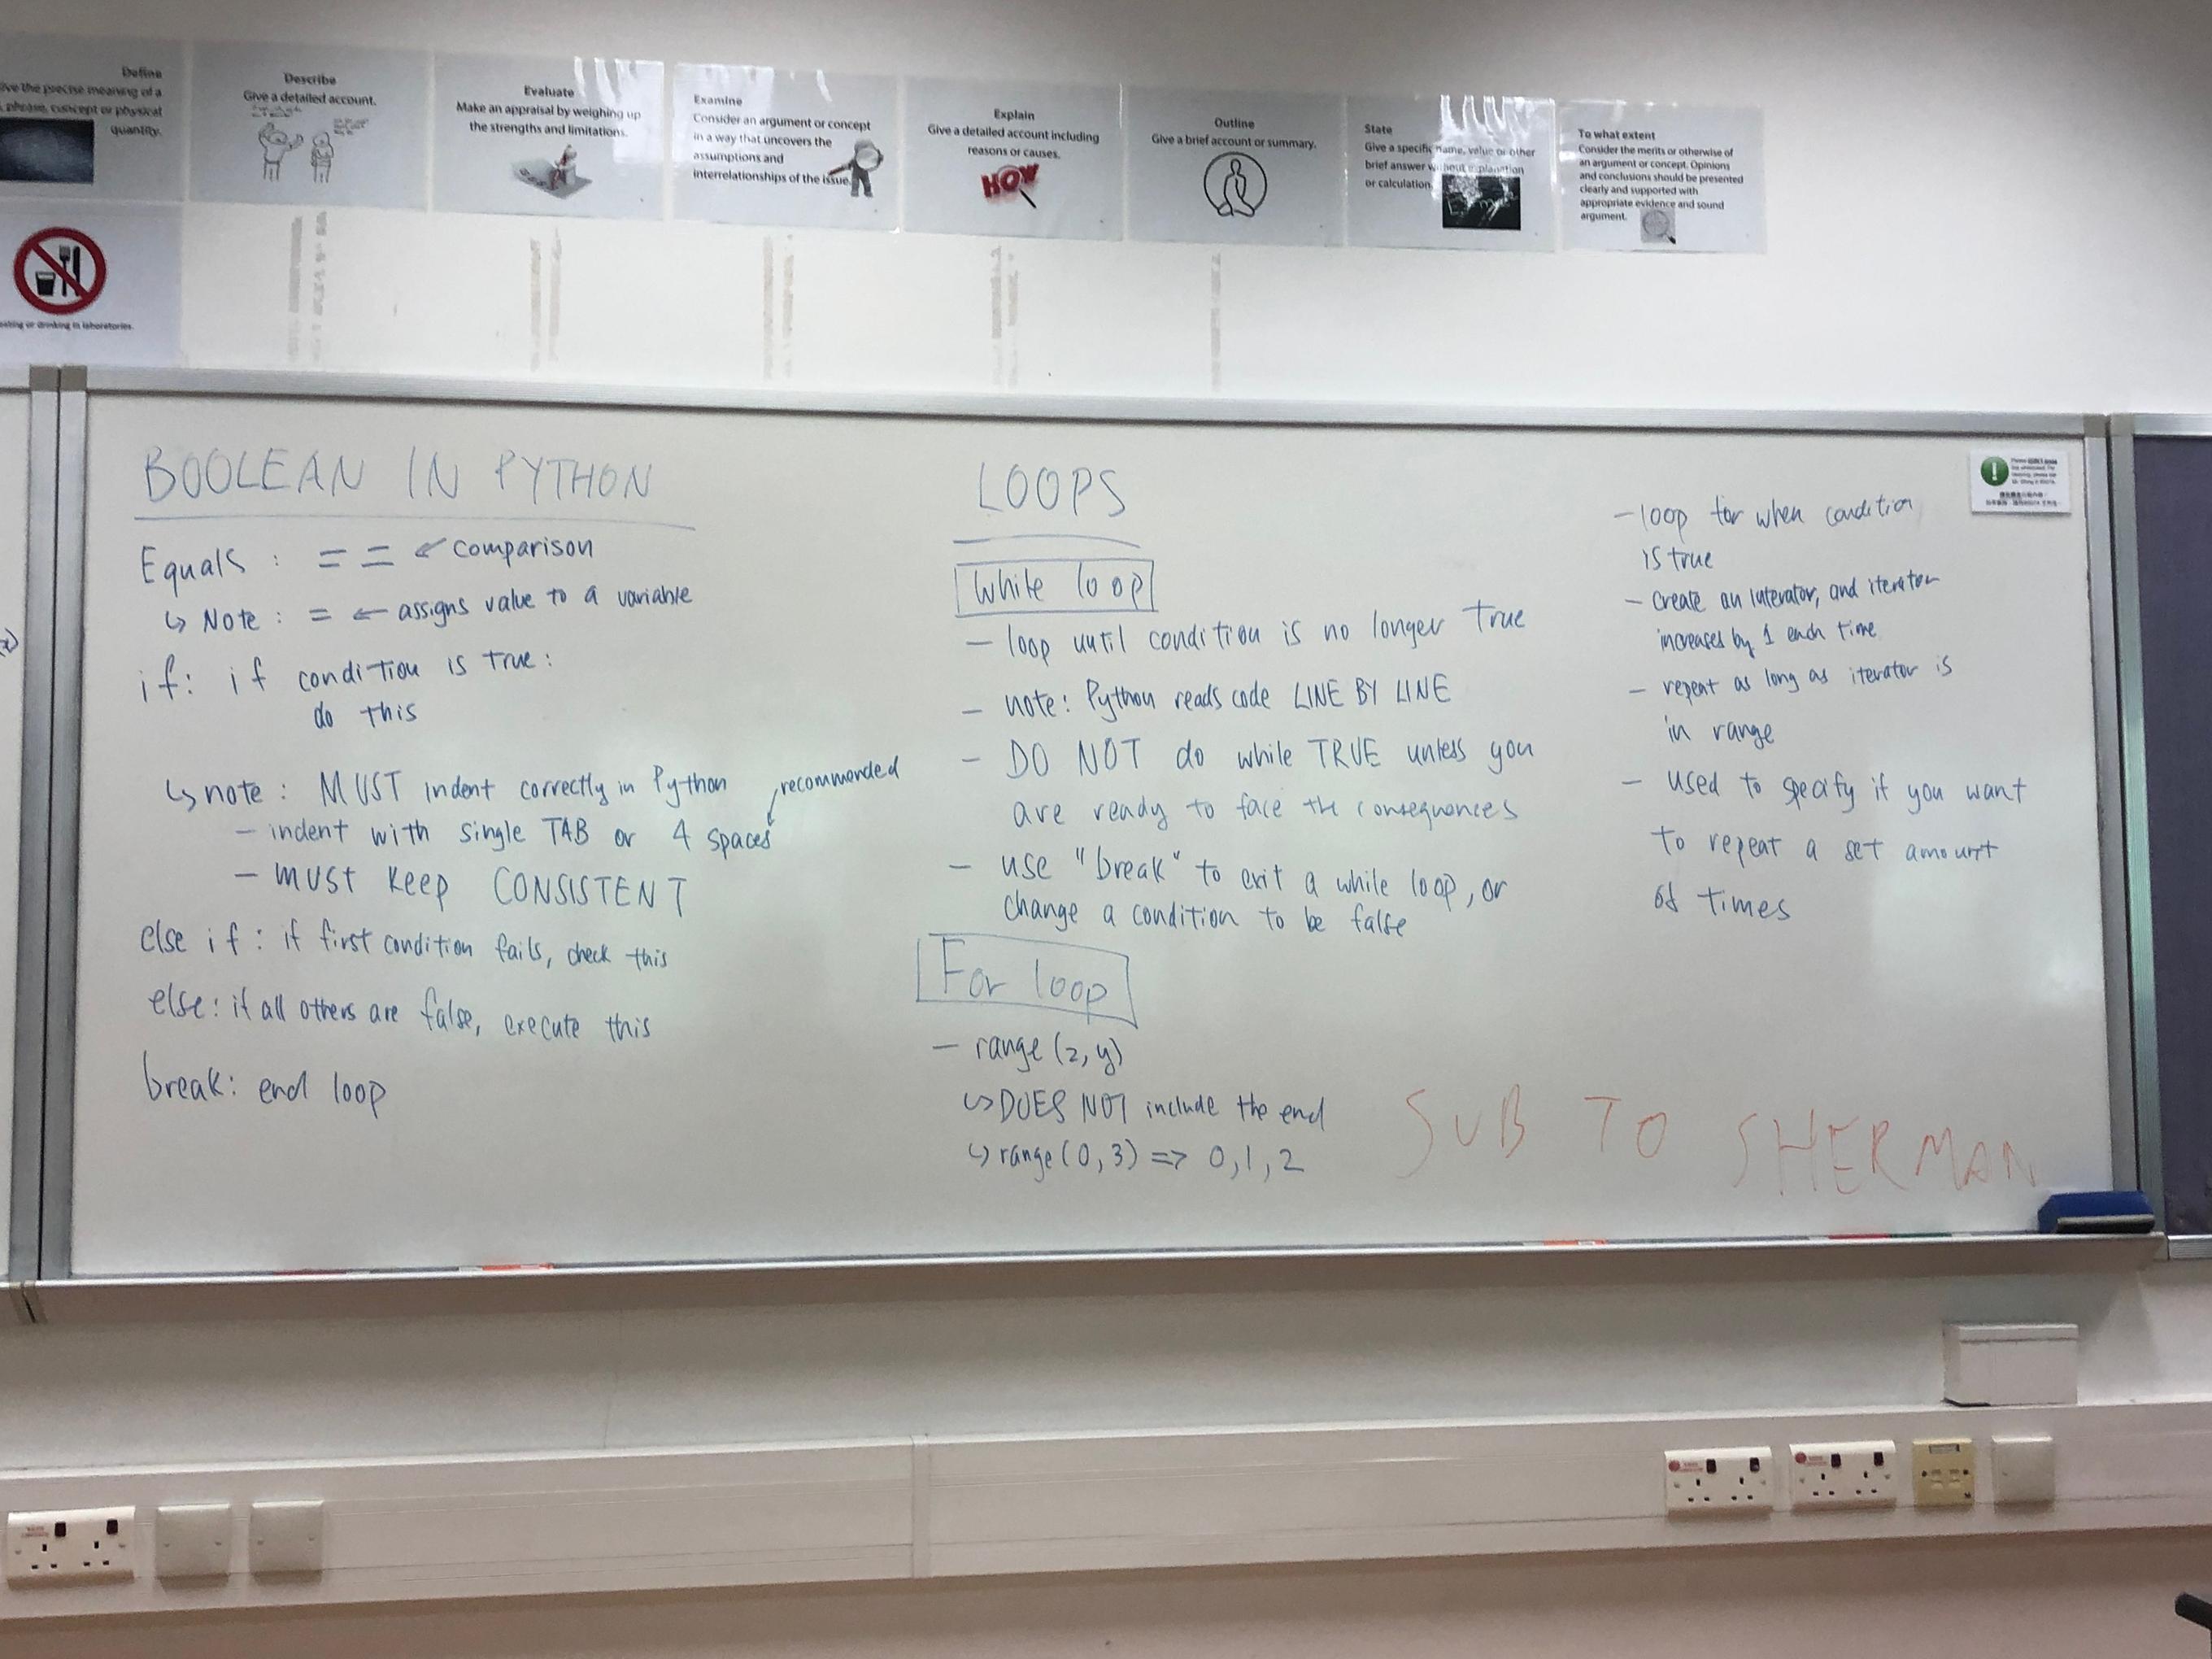 Define
the precise meaning of a
phrase, concept or physical
quantity.
Describe
Give a detailed account.
Evaluate
Make an appraisal by weighing up
the strengths and limitations.
Examine
Consider an argument or concept
in a way that uncovers the
assumptions and
interrelationships of the issue.
Explain
Give a detailed account including
reasons or causes.
HOW
Outline
Give a brief account or summary.
State
Give a specific name, value or other
brief answer without explanation
or calculation.
To what extent
Consider the merits or otherwise of
an argument or concept. Opinions
and conclusions should be presented
clearly and supported with
appropriate evidence and sound
argument.
eating or drinking in laboratories.
BOOLEAN IN PYTHON
Equals : == ← comparison
↳ Note : = ← assigns value to a variable
if: if condition is true:
do this
↳ note : MUST indent correctly in Python
recommended
- indent with single TAB or 4 spaces
- MUST keep CONSISTENT
else if : if first condition fails, check this
else: if all others are false, execute this
break: end loop
LOOPS
While loop
- loop until condition is no longer true
- note: Python reads code LINE BY LINE
- DO NOT do while TRUE unless you
are ready to face the consequences
- use "break" to exit a while loop, or
change a condition to be false
For loop
- range (z, y)
↳ DOES NOT include the end
↳ range (0, 3) => 0, 1, 2
- loop for when condition
is true
- create an interator, and iterator
increases by 1 each time
- repeat as long as iterator is
in range
- used to specify if you want
to repeat a set amount
of times
SUB TO SHERMAN